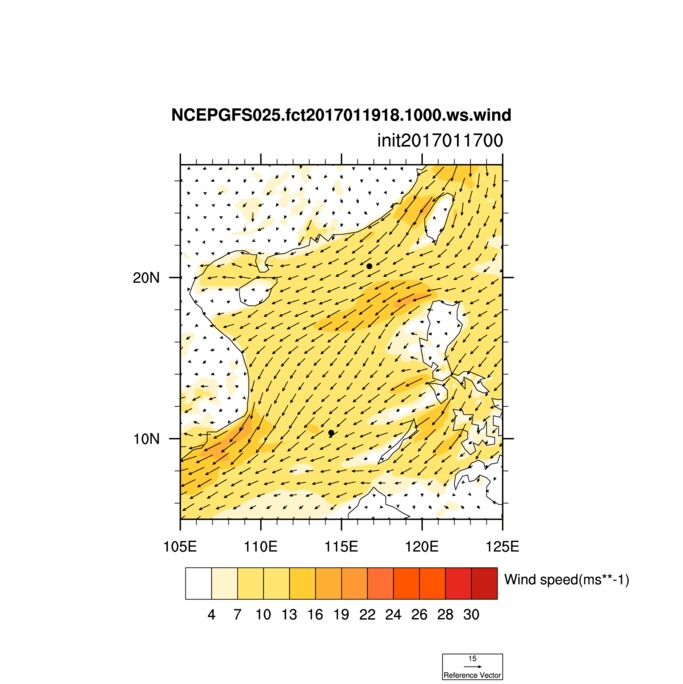 NCEPGFS025.fct2017011918.1000.ws.wind
init2017011700
20N
10N
105E 110E 115E 120E 125E
Wind speed(ms**-1)
4 7 10 13 16 19 22 24 26 28 30
15
Reference Vector